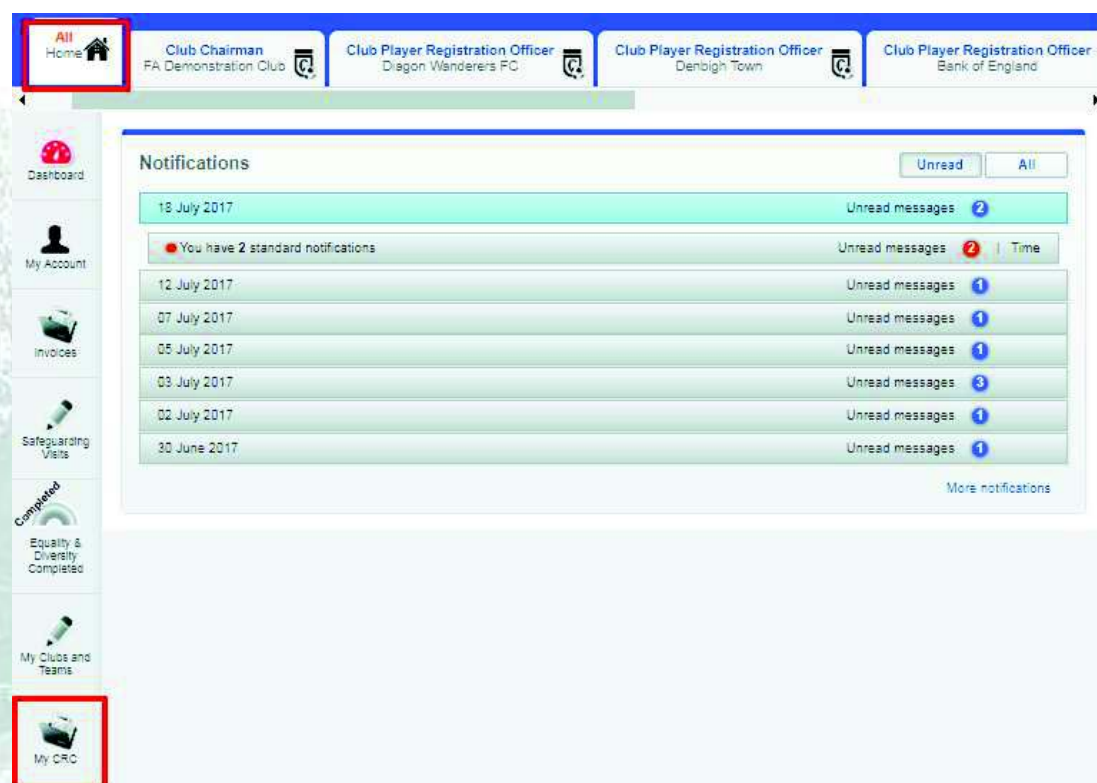 All
Home
Club Chairman
FA Demonstration Club
Club Player Registration Officer
Diagon Wanderers FC
Club Player Registration Officer
Denbigh Town
Club Player Registration Officer
Bank of England
Dashboard
My Account
Invoices
Safeguarding
Visits
Completed
Equality &
Diversity
Completed
My Clubs and
Teams
My CRC
Notifications
Unread
All
18 July 2017 Unread messages 2
You have 2 standard notifications Unread messages 2 | Time
12 July 2017 Unread messages 1
07 July 2017 Unread messages 1
05 July 2017 Unread messages 1
03 July 2017 Unread messages 3
02 July 2017 Unread messages 1
30 June 2017 Unread messages 1
More notifications